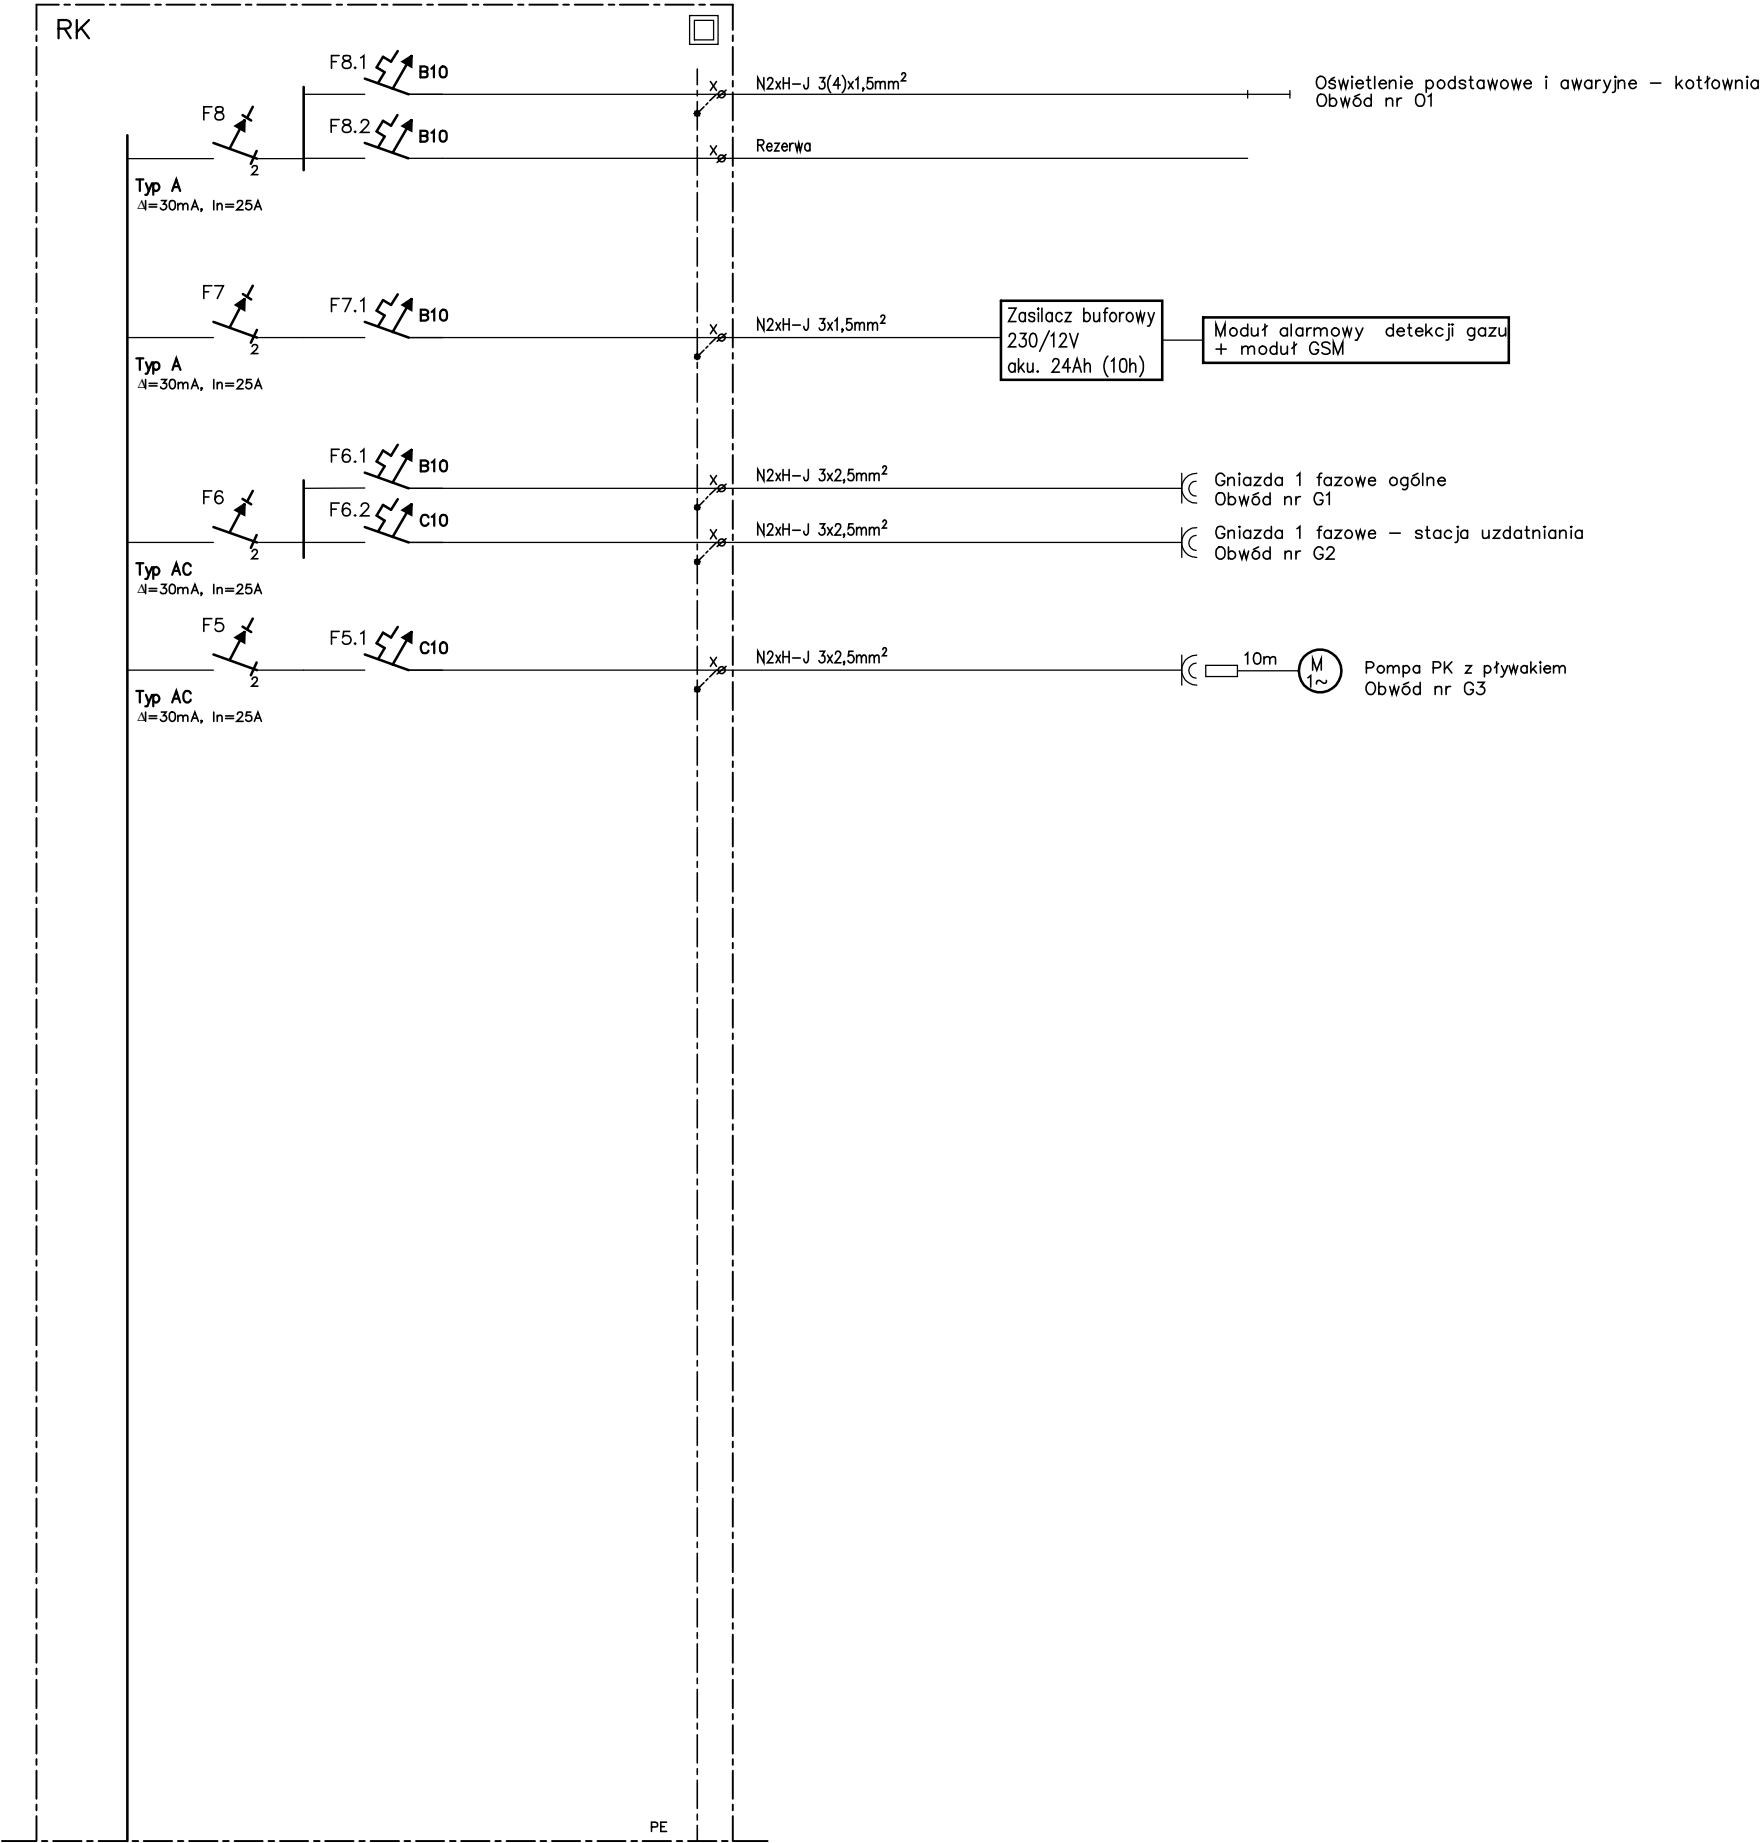 RK
F8.1
B10
X
N2xH-J 3(4)x1,5mm²
Oświetlenie podstawowe i awaryjne – kotłownia
Obwód nr O1
F8
2
F8.2
B10
X
Rezerwa
Typ A
ΔI=30mA, In=25A
F7
2
F7.1
B10
X
N2xH-J 3x1,5mm²
Zasilacz buforowy
230/12V
aku. 24Ah (10h)
Moduł alarmowy detekcji gazu
+ moduł GSM
Typ A
ΔI=30mA, In=25A
F6.1
B10
X
N2xH-J 3x2,5mm²
Gniazda 1 fazowe ogólne
Obwód nr G1
F6
2
F6.2
C10
X
N2xH-J 3x2,5mm²
Gniazda 1 fazowe – stacja uzdatniania
Obwód nr G2
Typ AC
ΔI=30mA, In=25A
F5
2
F5.1
C10
X
N2xH-J 3x2,5mm²
10m
M
1~
Pompa PK z pływakiem
Obwód nr G3
Typ AC
ΔI=30mA, In=25A
PE